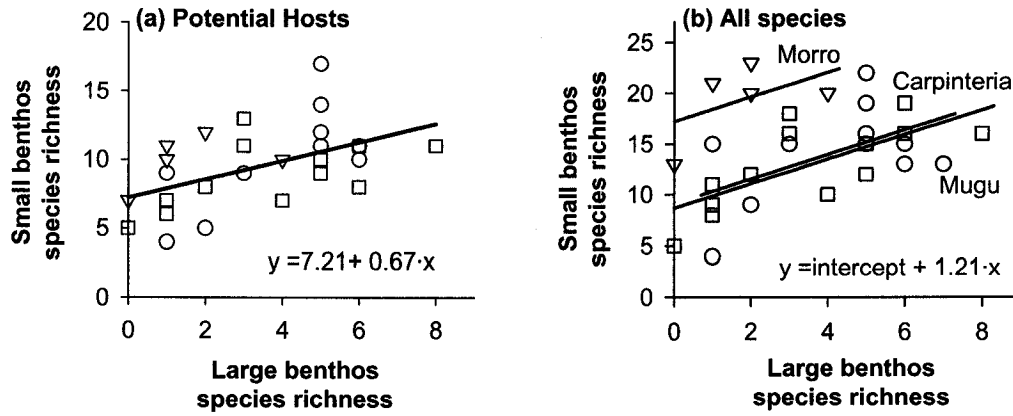 (a) Potential Hosts
20
15
10
5
0
Small benthos
species richness
y =7.21+ 0.67·x
0 2 4 6 8
Large benthos
species richness
(b) All species
25
20
15
10
5
0
Small benthos
species richness
Morro
Carpinteria
Mugu
y =intercept + 1.21·x
0 2 4 6 8
Large benthos
species richness